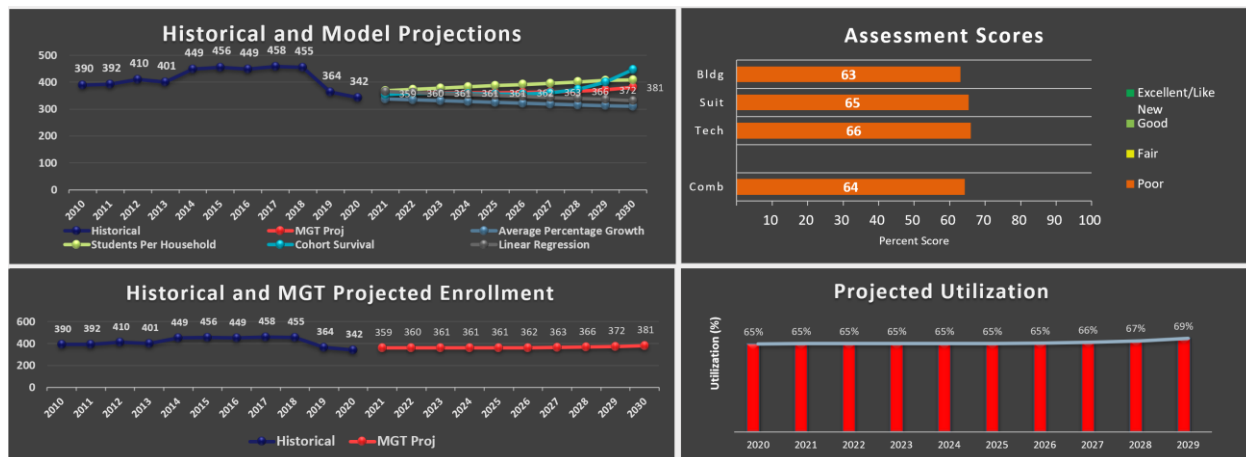 Historical and Model Projections
500
400
300
200
100
0
390 392 410 401 449 456 449 458 455 364 342
359 360 361 361 361 362 363 366 372 381
2010 2011 2012 2013 2014 2015 2016 2017 2018 2019 2020 2021 2022 2023 2024 2025 2026 2027 2028 2029 2030
Historical MGT Proj Average Percentage Growth
Students Per Household Cohort Survival Linear Regression
Assessment Scores
Bldg 63
Suit 65
Tech 66
Comb 64
10 20 30 40 50 60 70 80 90 100
Percent Score
Excellent/Like
New
Good
Fair
Poor
Historical and MGT Projected Enrollment
600
400
200
0
390 392 410 401 449 456 449 458 455 364 342 359 360 361 361 361 362 363 366 372 381
2010 2011 2012 2013 2014 2015 2016 2017 2018 2019 2020 2021 2022 2023 2024 2025 2026 2027 2028 2029 2030
Historical MGT Proj
Projected Utilization
Utilization (%)
65% 65% 65% 65% 65% 65% 65% 66% 67% 69%
2020 2021 2022 2023 2024 2025 2026 2027 2028 2029